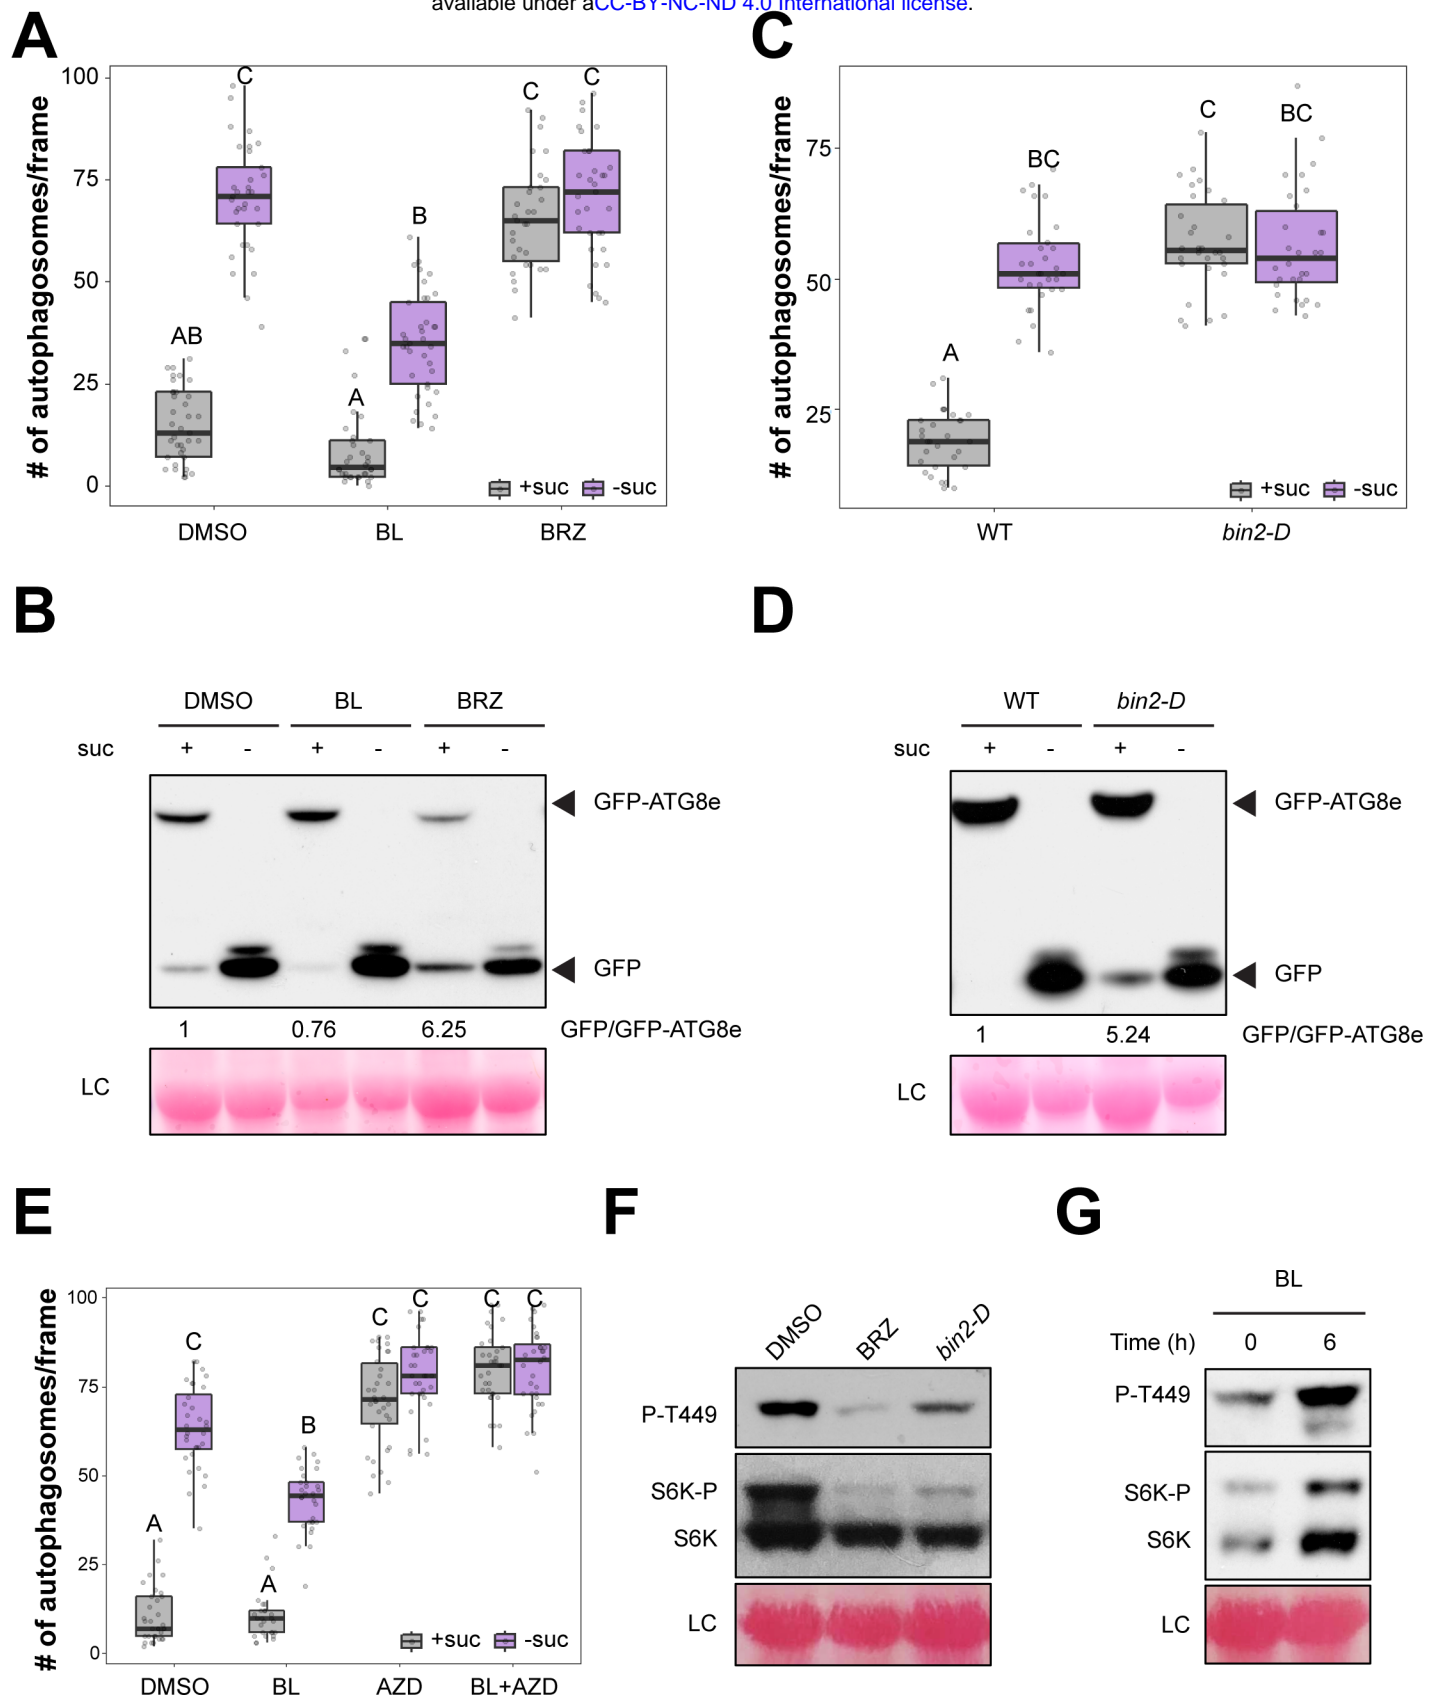 available under aCC-BY-NC-ND 4.0 International license.
A
# of autophagosomes/frame
100
75
50
25
0
AB
C
A
B
C
C
+suc -suc
DMSO BL BRZ
C
# of autophagosomes/frame
75
50
25
A
BC
C
BC
+suc -suc
WT bin2-D
B
DMSO BL BRZ
suc + - + - + -
GFP-ATG8e
GFP
1 0.76 6.25 GFP/GFP-ATG8e
LC
D
WT bin2-D
suc + - + -
GFP-ATG8e
GFP
1 5.24 GFP/GFP-ATG8e
LC
E
# of autophagosomes/frame
100
75
50
25
0
A
C
A
B
C
C
C
C
+suc -suc
DMSO BL AZD BL+AZD
F
DMSO BRZ bin2-D
P-T449
S6K-P
S6K
LC
G
BL
Time (h) 0 6
P-T449
S6K-P
S6K
LC